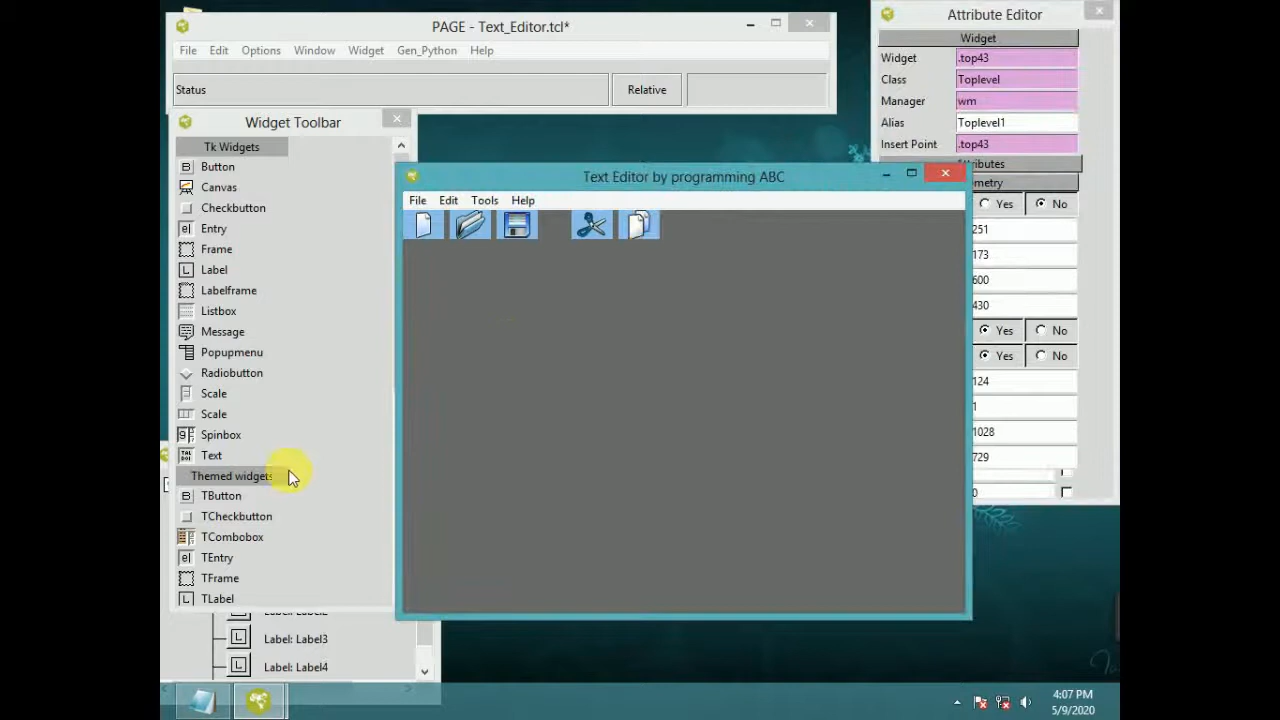 PAGE - Text_Editor.tcl*
File Edit Options Window Widget Gen_Python Help
Status
Relative
Widget Toolbar
Tk Widgets
Button
Canvas
Checkbutton
Entry
Frame
Label
Labelframe
Listbox
Message
Popupmenu
Radiobutton
Scale
Scale
Spinbox
Text
Themed widgets
TButton
TCheckbutton
TCombobox
TEntry
TFrame
TLabel
Label: Label3
Label: Label4
Text Editor by programming ABC
File Edit Tools Help
Attribute Editor
Widget
Widget .top43
Class Toplevel
Manager wm
Alias Toplevel1
Insert Point .top43
Yes No
251
173
600
430
Yes No
Yes No
124
1
1028
729
0
4:07 PM
5/9/2020